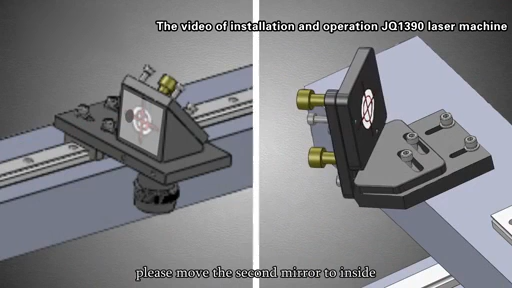 The video of installation and operation JQ1390 laser machine
please move the second mirror to inside